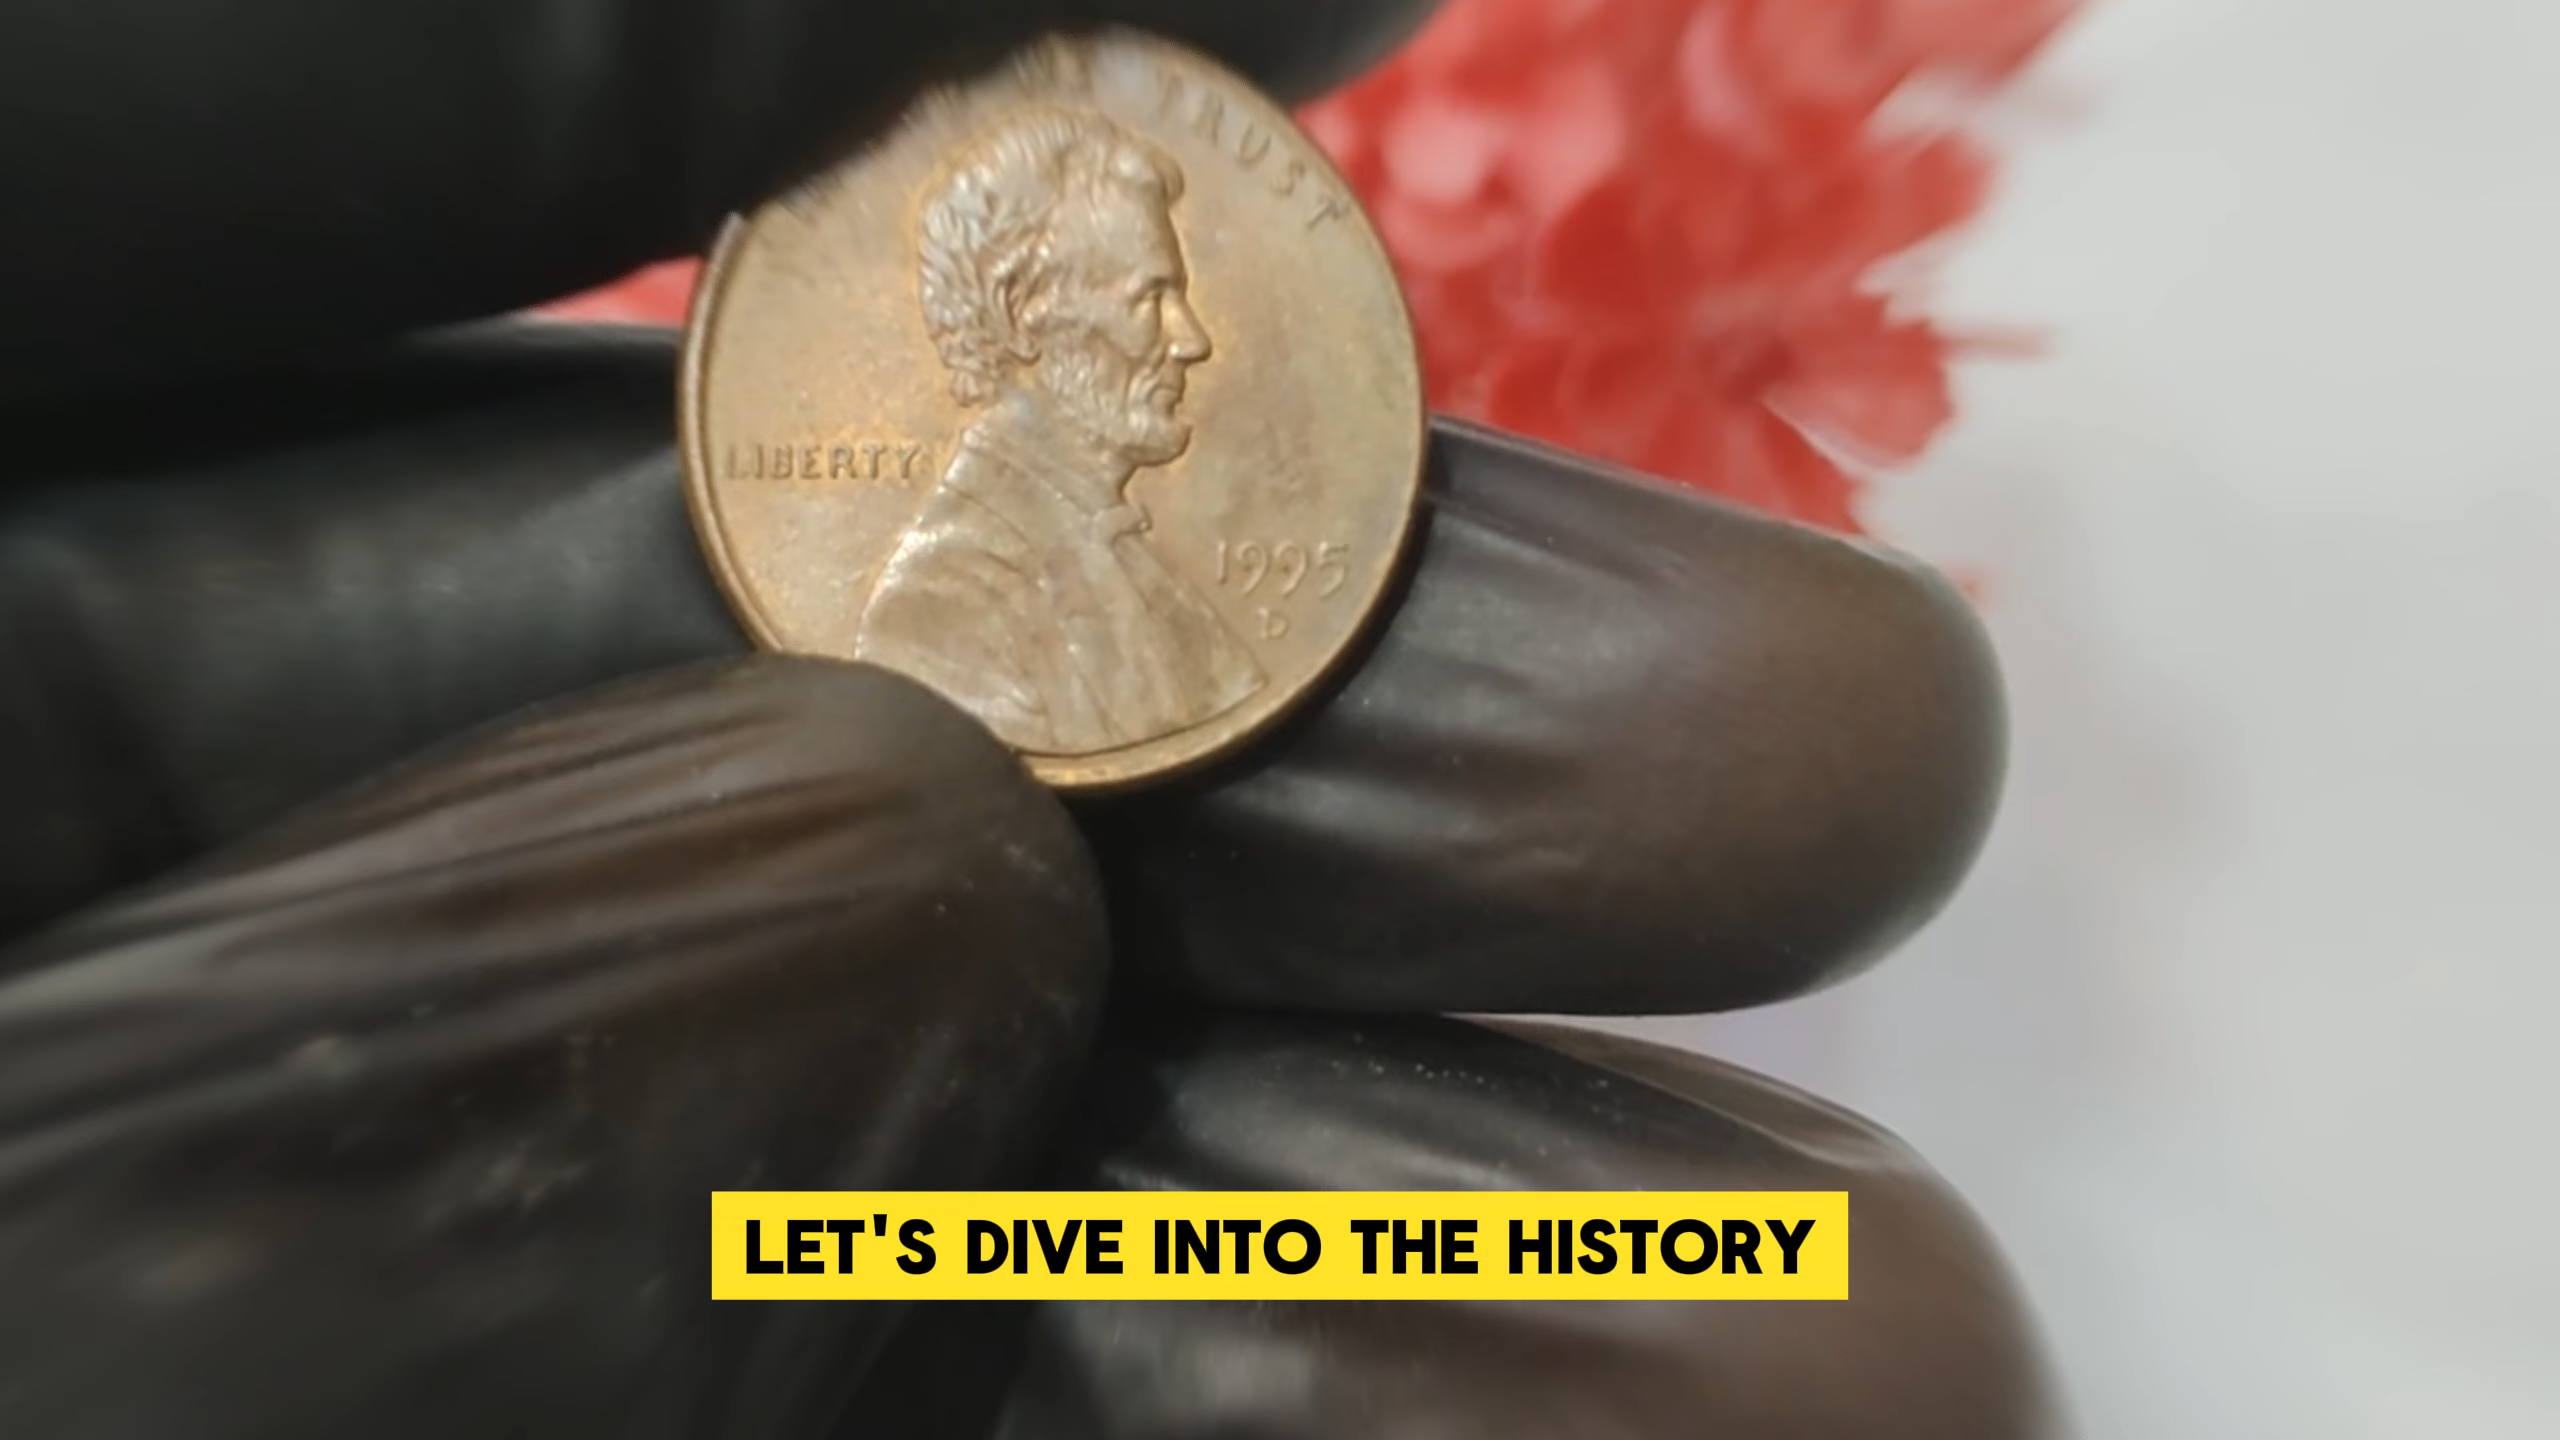 TRUST
LIBERTY
1995
D
LET'S DIVE INTO THE HISTORY